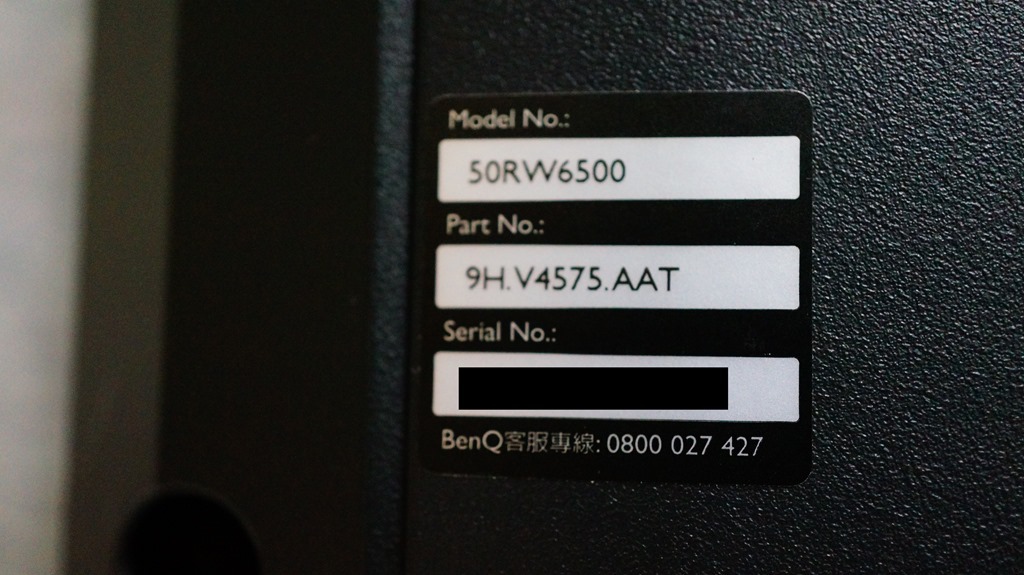 Model No.:
50RW6500
Part No.:
9H.V4575.AAT
Serial No.:
BenQ客服專線: 0800 027 427